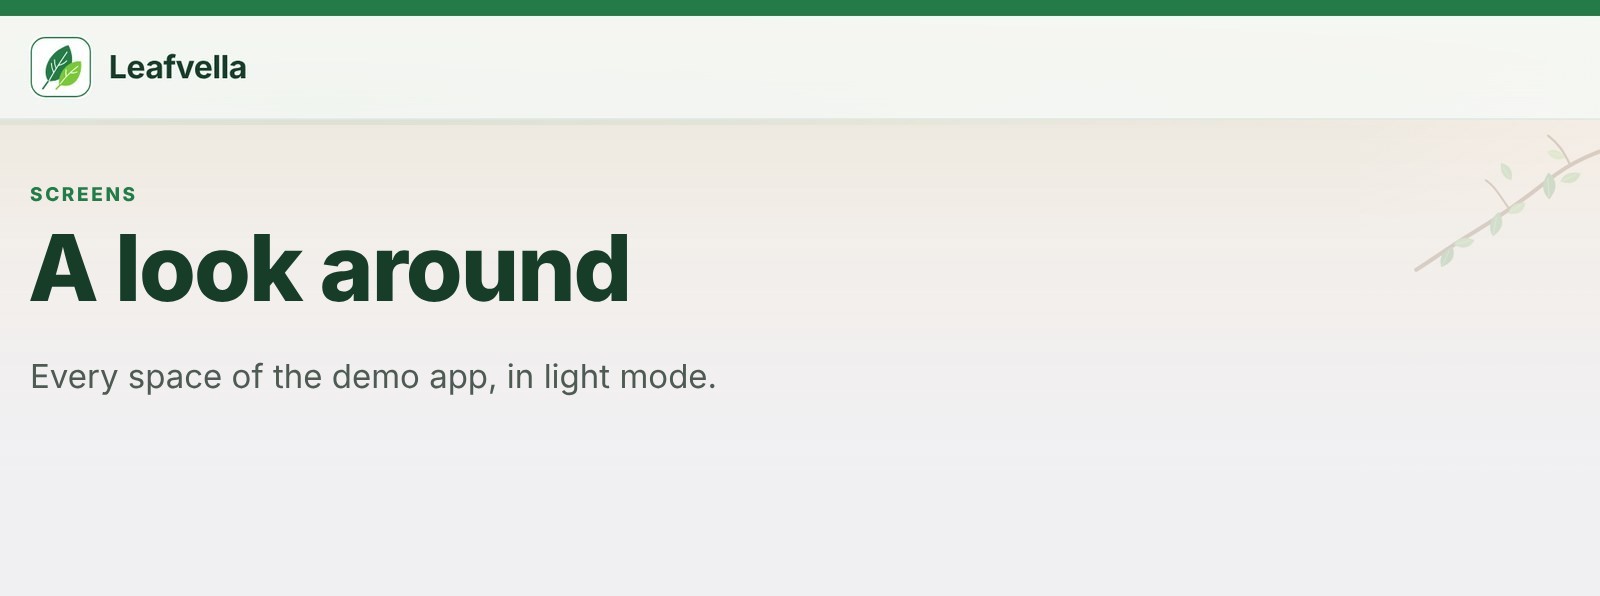 Leafvella
SCREENS
A look around
Every space of the demo app, in light mode.